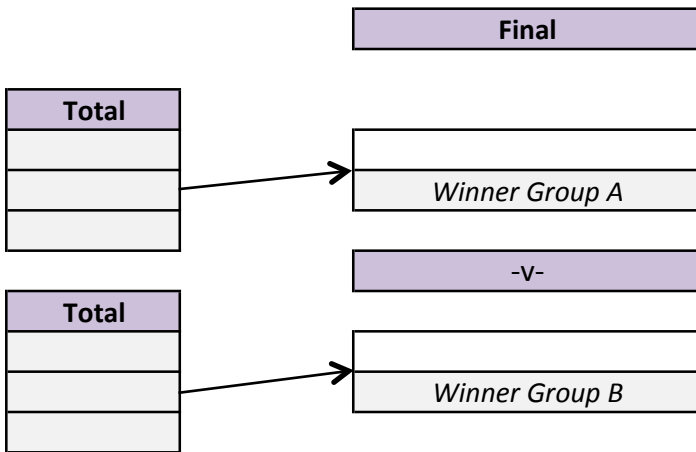 Final
Total
Winner Group A
-v-
Total
Winner Group B